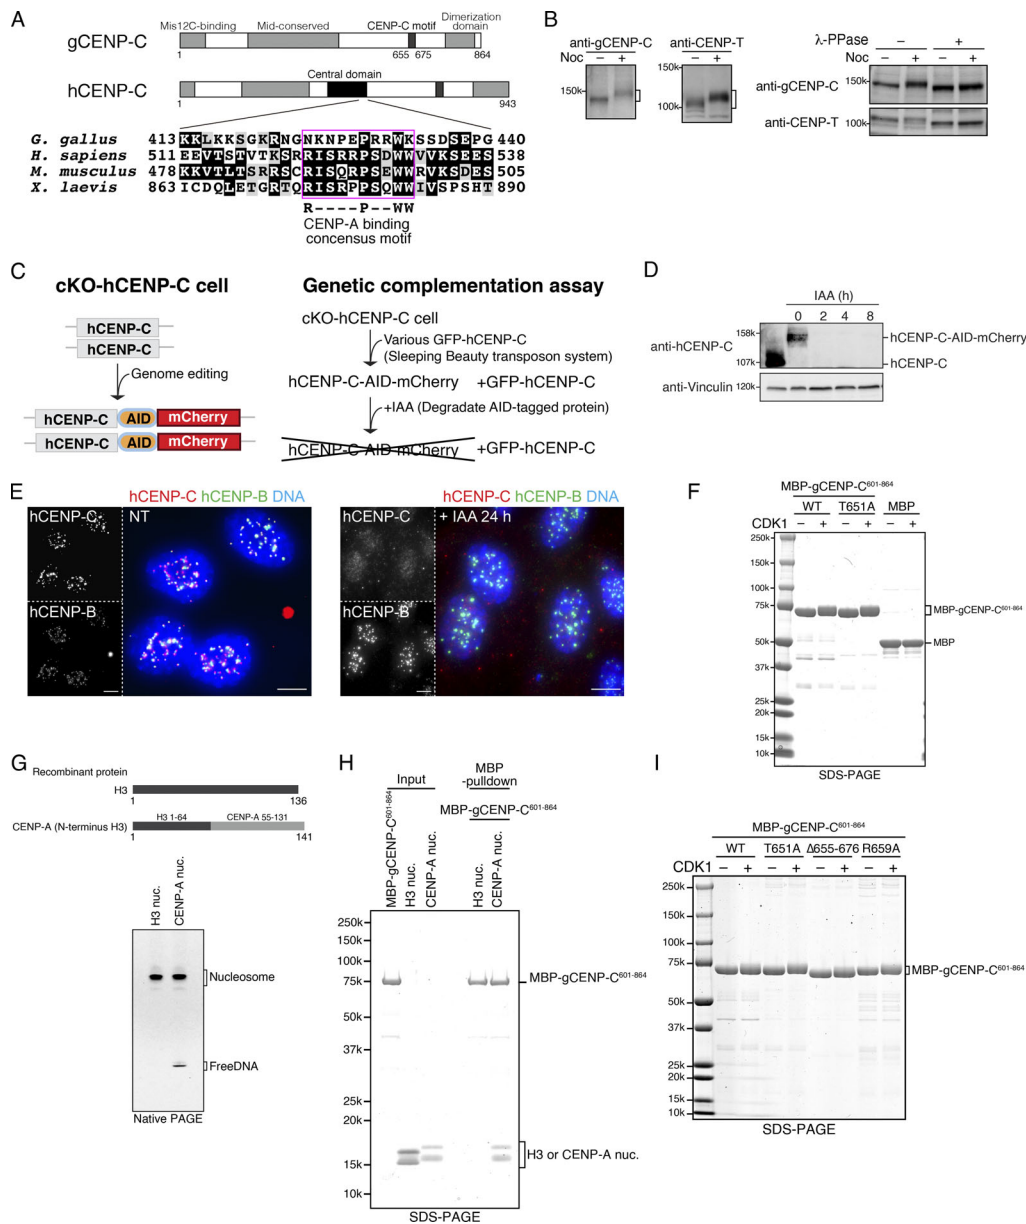 A
Mis12C-binding Mid-conserved CENP-C motif Dimerization domain
gCENP-C
1 655 675 864
Central domain
hCENP-C
1 943
G. gallus 413 KKLKKSGKRNGNKNPEPRRWKSSDSEPG 440
H. sapiens 511 EEVTSTVTKSRRISRRPSDWWVVKSEES 538
M. musculus 478 KKVTLTSRRSCRISQRPSEWWRVKSDES 505
X. laevis 863 ICDQLETGRTQRISRPPSQWWIVSPSHT 890
R----P--WW
CENP-A binding
concensus motif
B
anti-gCENP-C anti-CENP-T
Noc – + – +
150k 100k
λ-PPase – +
– + – + Noc
anti-gCENP-C 150k
anti-CENP-T 100k
C
cKO-hCENP-C cell
hCENP-C
hCENP-C
Genome editing
hCENP-C AID mCherry
hCENP-C AID mCherry
Genetic complementation assay
cKO-hCENP-C cell
Various GFP-hCENP-C
(Sleeping Beauty transposon system)
hCENP-C-AID-mCherry +GFP-hCENP-C
+IAA (Degradate AID-tagged protein)
hCENP-C-AID-mCherry +GFP-hCENP-C
D
IAA (h)
0 2 4 8
anti-hCENP-C 158k hCENP-C-AID-mCherry
107k hCENP-C
anti-Vinculin 120k
E
hCENP-C hCENP-B DNA
hCENP-C NT
hCENP-B
hCENP-C hCENP-B DNA
hCENP-C + IAA 24 h
hCENP-B
F
MBP-gCENP-C601-864
WT T651A MBP
CDK1 – + – + – +
250k
150k
100k
75k MBP-gCENP-C601-864
50k MBP
37k
25k
20k
15k
10k
SDS-PAGE
G
Recombinant protein
H3
1 136
H3 1-64 CENP-A 55-131
CENP-A (N-terminus H3)
1 141
H3 nuc.
CENP-A nuc.
Nucleosome
FreeDNA
Native PAGE
H
Input MBP -pulldown
MBP-gCENP-C601-864
MBP-gCENP-C601-864
H3 nuc.
CENP-A nuc.
H3 nuc.
CENP-A nuc.
250k
150k
100k
75k MBP-gCENP-C601-864
50k
37k
25k
20k
15k H3 or CENP-A nuc.
10k
SDS-PAGE
I
MBP-gCENP-C601-864
WT T651A Δ655-676 R659A
CDK1 – + – + – + – +
250k
150k
100k
75k MBP-gCENP-C601-864
50k
37k
25k
20k
15k
10k
SDS-PAGE